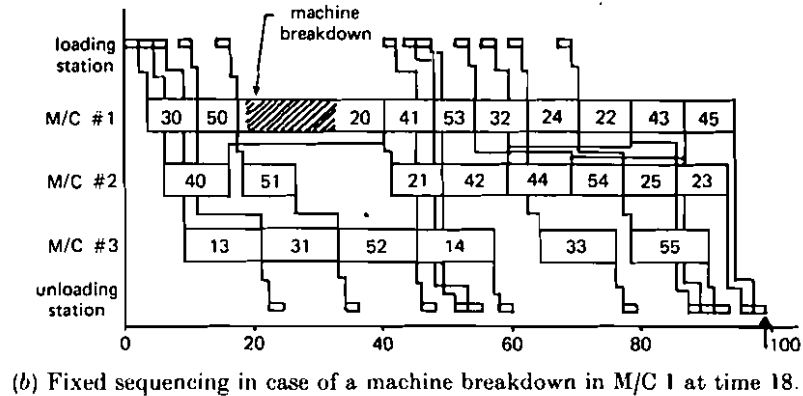 machine
breakdown
loading
station
M/C #1
30 50 20 41 53 32 24 22 43 45
M/C #2
40 51 21 42 44 54 25 23
M/C #3
13 31 52 14 33 55
unloading
station
0 20 40 60 80 100
(b) Fixed sequencing in case of a machine breakdown in M/C 1 at time 18.